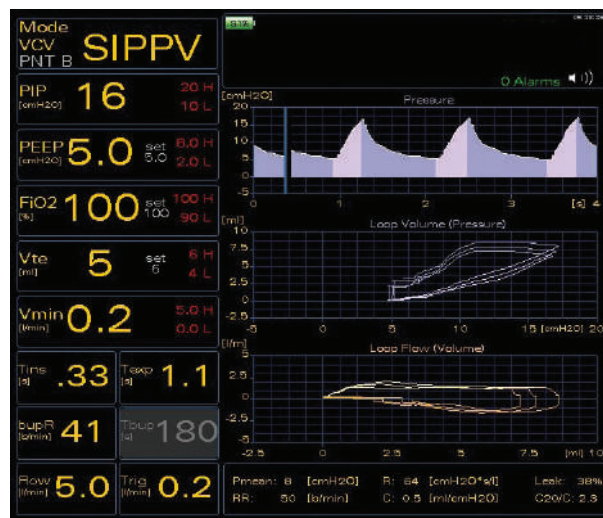 Mode
VCV
PNT B
SIPPV
91%
0 Alarms
PIP
[cmH2O]
16
20 H
10 L
PEEP
[cmH2O]
5.0
set
5.0
8.0 H
2.0 L
FiO2
[%]
100
set
100
100 H
90 L
Vte
[ml]
5
set
6
6 H
4 L
Vmin
[l/min]
0.2
5.0 H
0.0 L
Tins
[s]
.33
Texp
[s]
1.1
bupR
[b/min]
41
Tbup
[s]
180
Flow
[l/min]
5.0
Trig
[l/min]
0.2
[cmH2O]
Pressure
20
15
10
5
0
-5
0
1
2
3
[s] 4
[ml]
Loop Volume (Pressure)
10
7.5
5
2.5
0
-2.5
-5
0
5
10
15 [cmH2O] 20
[l/m]
Loop Flow (Volume)
5
2.5
0
-2.5
-5
-2.5
0
2.5
5
7.5
[ml] 10
Pmean: 8 [cmH2O] R: 64 [cmH2O*s/l] Leak: 38%
RR: 50 [b/min] C: 0.5 [ml/cmH2O] C20/C: 2.3